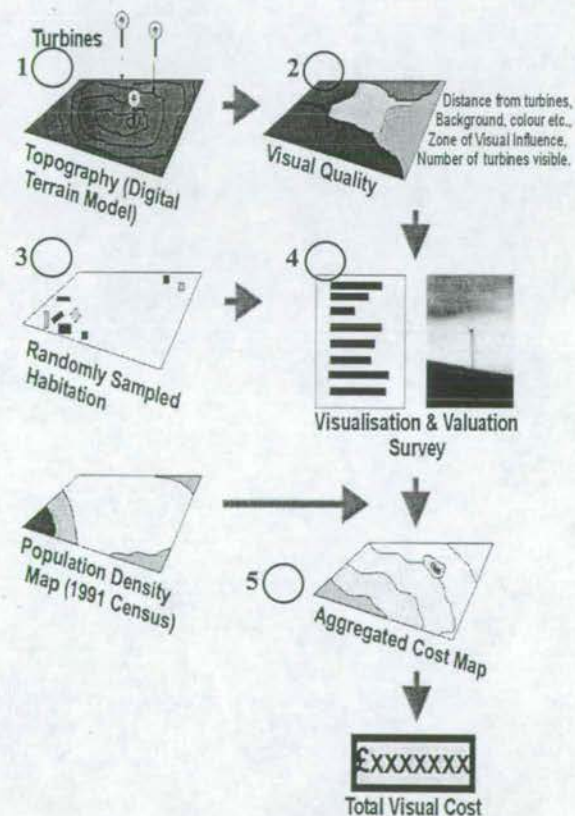 Turbines
1
2
Distance from turbines,
Background, colour etc.,
Zone of Visual Influence,
Number of turbines visible.
Topography (Digital
Terrain Model)
Visual Quality
3
4
Randomly Sampled
Habitation
Visualisation & Valuation
Survey
Population Density
Map (1991 Census)
5
Aggregated Cost Map
£xxxxxxx
Total Visual Cost